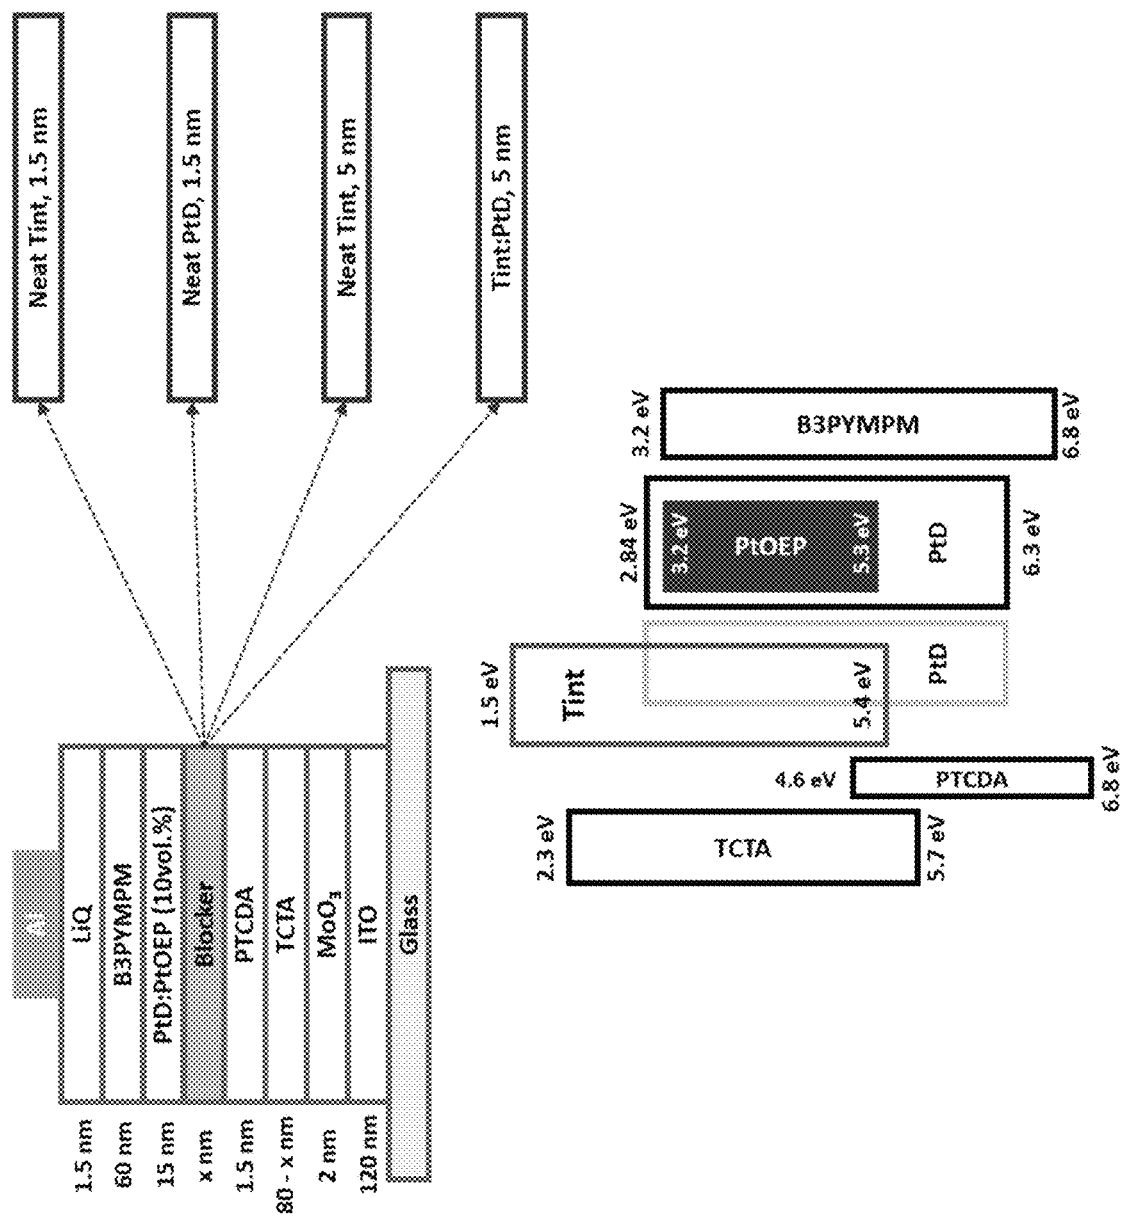 Neat Tint, 1.5 nm
Neat PtD, 1.5 nm
Neat Tint, 5 nm
Tint:PtD, 5 nm
Al
1.5 nm LiQ
60 nm B3PYMPM
15 nm PtD:PtOEP (10vol.%)
x nm Blocker
1.5 nm PTCDA
80 - x nm TCTA
2 nm MoO₃
120 nm ITO
Glass
2.3 eV
TCTA
5.7 eV
4.6 eV
PTCDA
6.8 eV
1.5 eV
Tint
5.4 eV
PtD
2.84 eV
3.2 eV
PtOEP
5.3 eV
PtD
6.3 eV
3.2 eV
B3PYMPM
6.8 eV